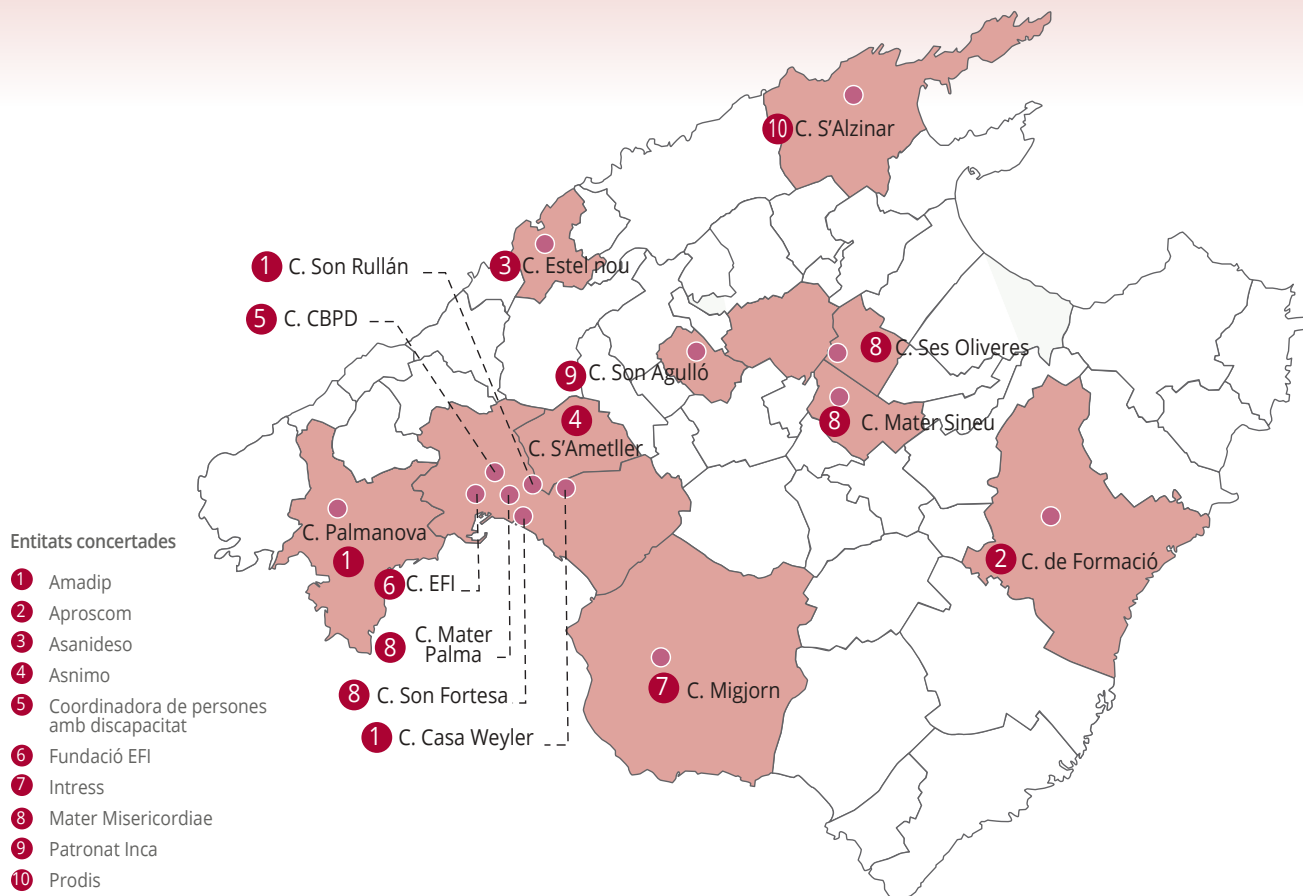 10 C. S'Alzinar
1 C. Son Rullán
3 C. Estel nou
5 C. CBPD
8 C. Ses Oliveres
9 C. Son Agulló
4
C. S'Ametller
8 C. Mater Sineu
C. Palmanova
1
2 C. de Formació
6 C. EFI
8 C. Mater
Palma
7 C. Migjorn
8 C. Son Fortesa
1 C. Casa Weyler
Entitats concertades
1 Amadip
2 Aproscom
3 Asanideso
4 Asnimo
5 Coordinadora de persones
amb discapacitat
6 Fundació EFI
7 Intress
8 Mater Misericordiae
9 Patronat Inca
10 Prodis